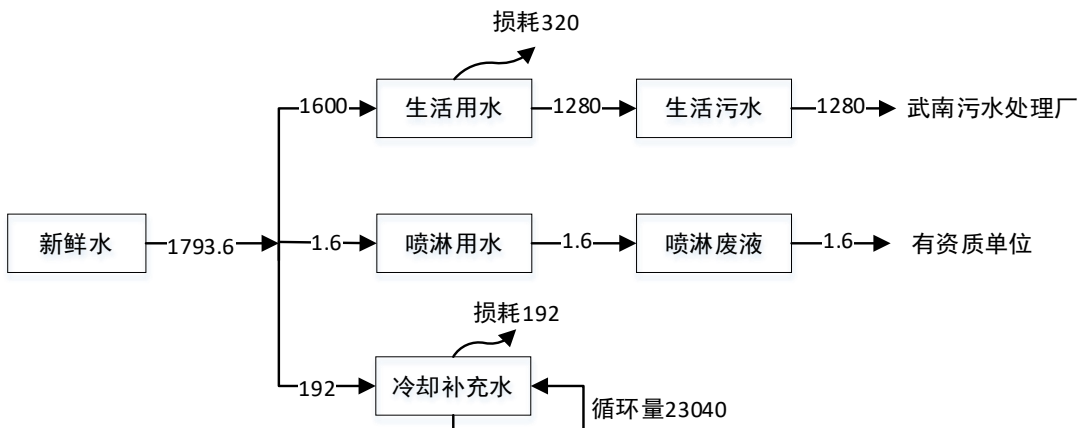 损耗320
1600
生活用水
1280
生活污水
1280
武南污水处理厂
新鲜水
1793.6
1.6
喷淋用水
1.6
喷淋废液
1.6
有资质单位
损耗192
192
冷却补充水
循环量23040